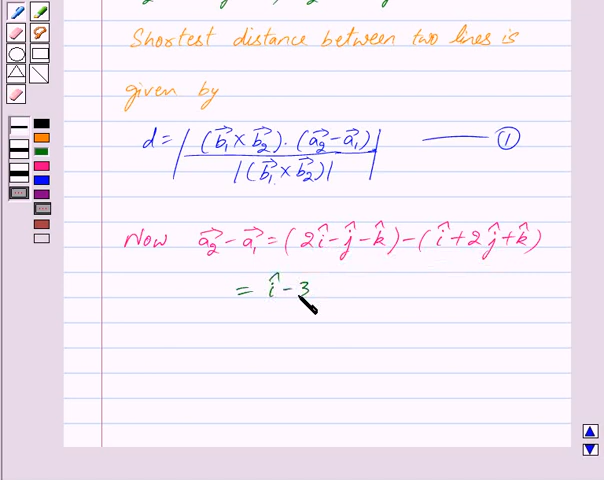 Shortest distance between two lines is
given by
d = | (b₁⃗ × b₂⃗) . (a₂⃗ - a₁⃗) / |(b₁⃗ × b₂⃗)| | —— ①
Now a₂⃗ - a₁⃗ = (2î - ĵ - k̂) - (î + 2ĵ + k̂)
= î - 3